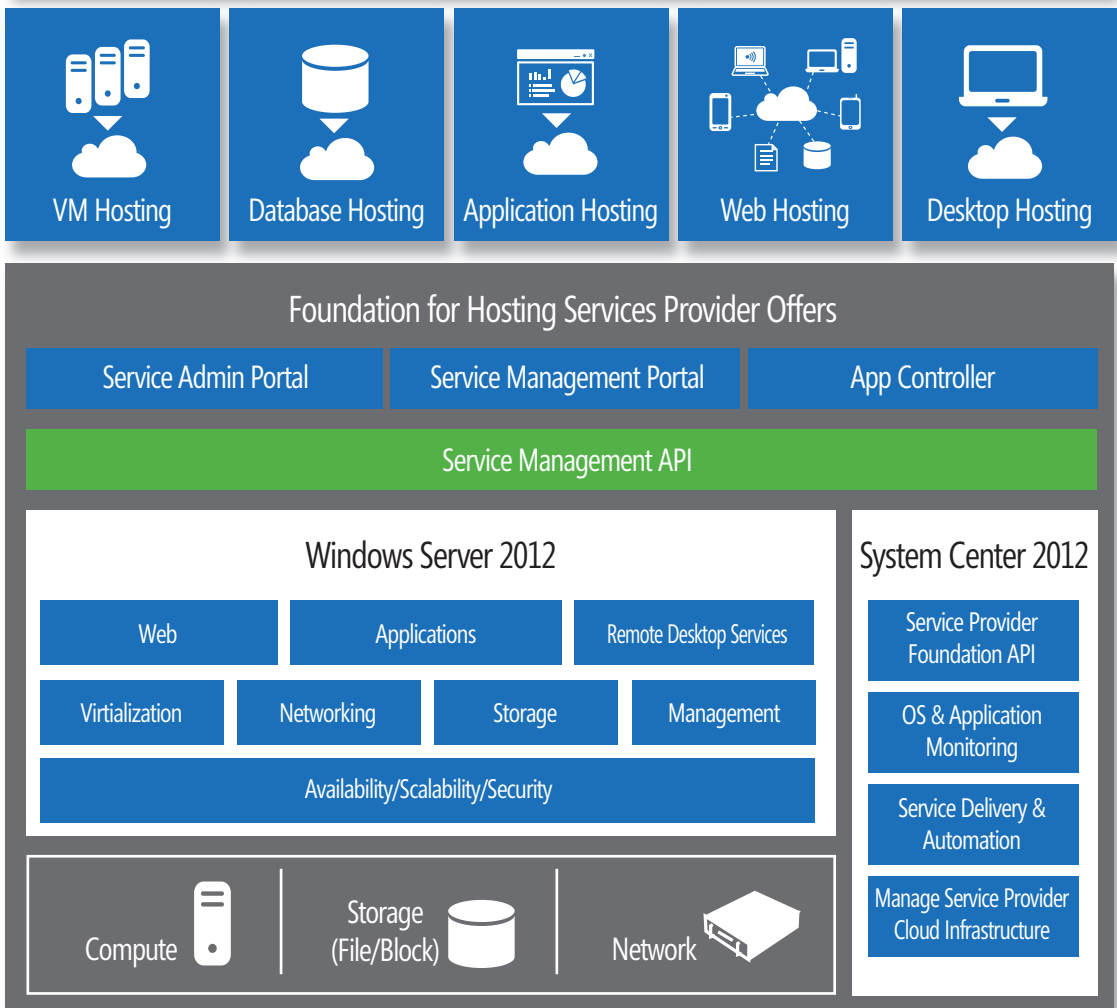 VM Hosting
Database Hosting
Application Hosting
Web Hosting
Desktop Hosting
Foundation for Hosting Services Provider Offers
Service Admin Portal
Service Management Portal
App Controller
Service Management API
Windows Server 2012
Web
Applications
Remote Desktop Services
Virtialization
Networking
Storage
Management
Availability/Scalability/Security
Compute
Storage
(File/Block)
Network
System Center 2012
Service Provider
Foundation API
OS & Application
Monitoring
Service Delivery &
Automation
Manage Service Provider
Cloud Infrastructure